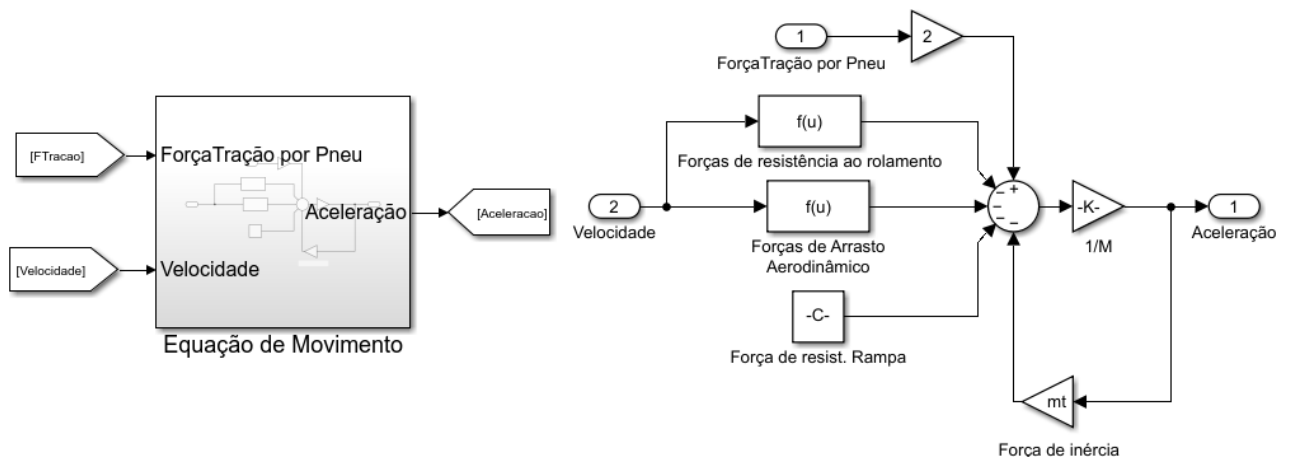 [FTracao]
[Velocidade]
ForçaTração por Pneu
Aceleração
Velocidade
[Aceleracao]
Equação de Movimento
1
2
ForçaTração por Pneu
f(u)
Forças de resistência ao rolamento
2
Velocidade
f(u)
Forças de Arrasto
Aerodinâmico
-C-
Força de resist. Rampa
+
−
−
−
−
-K-
1/M
1
Aceleração
mt
Força de inércia